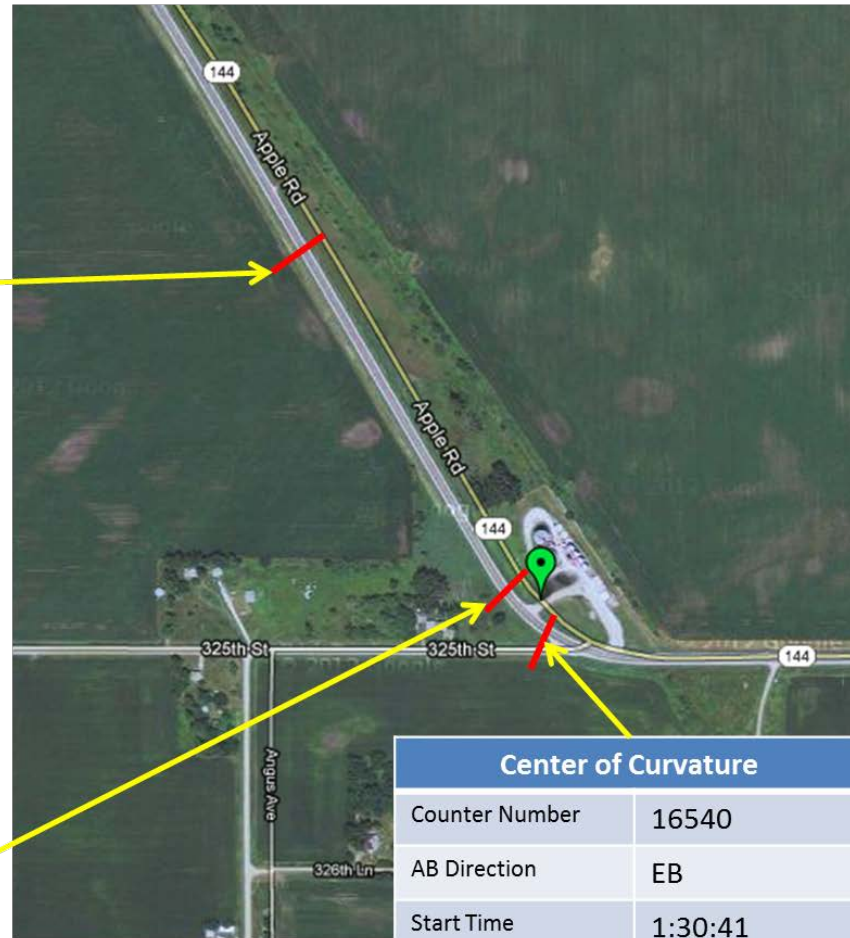 144
Apple Rd
Apple Rd
144
325th St
325th St
144
Angus Ave
326th Ln
Center of Curvature
Counter Number 16540
AB Direction EB
Start Time 1:30:41